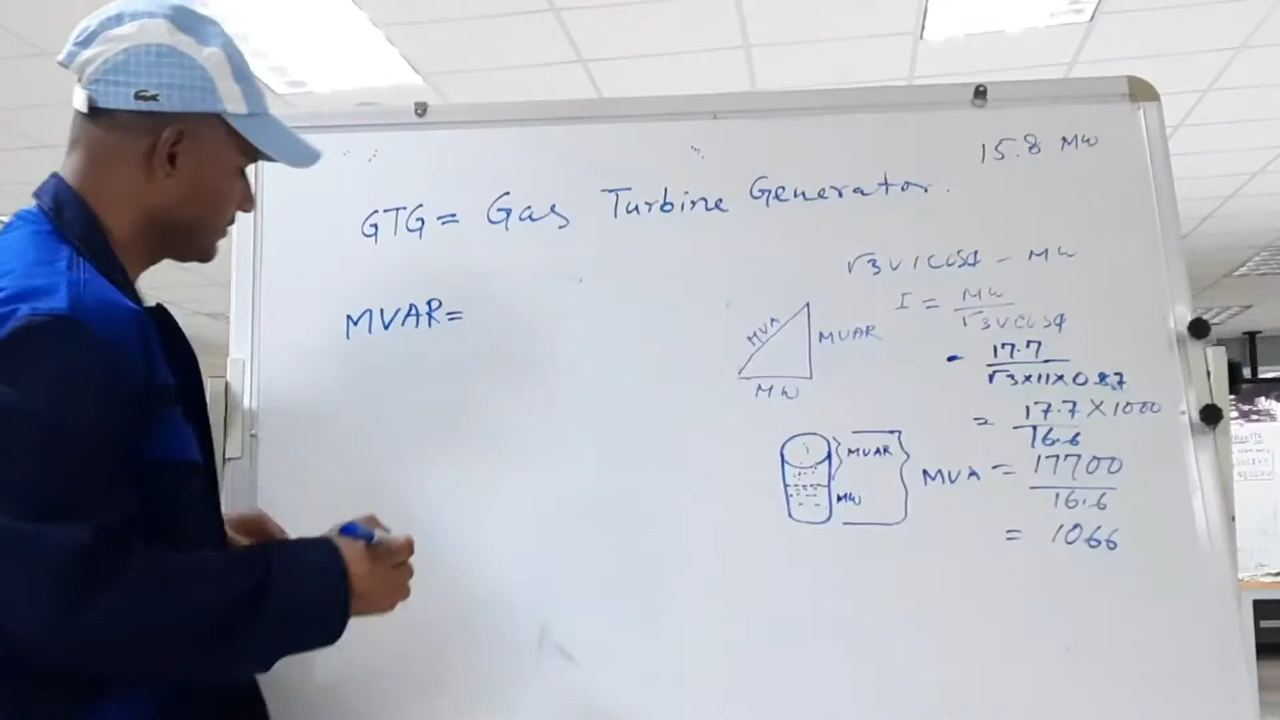 15.8 MW
GTG = Gas Turbine Generator.
√3 V I COSφ - MW
I = MW
√3 V COSφ
MVAR =
MVA
MVAR
MW
- 17.7
√3×11×0.87
= 17.7 × 1000
16.6
MVAR
MW
MVA = 17700
16.6
= 1066